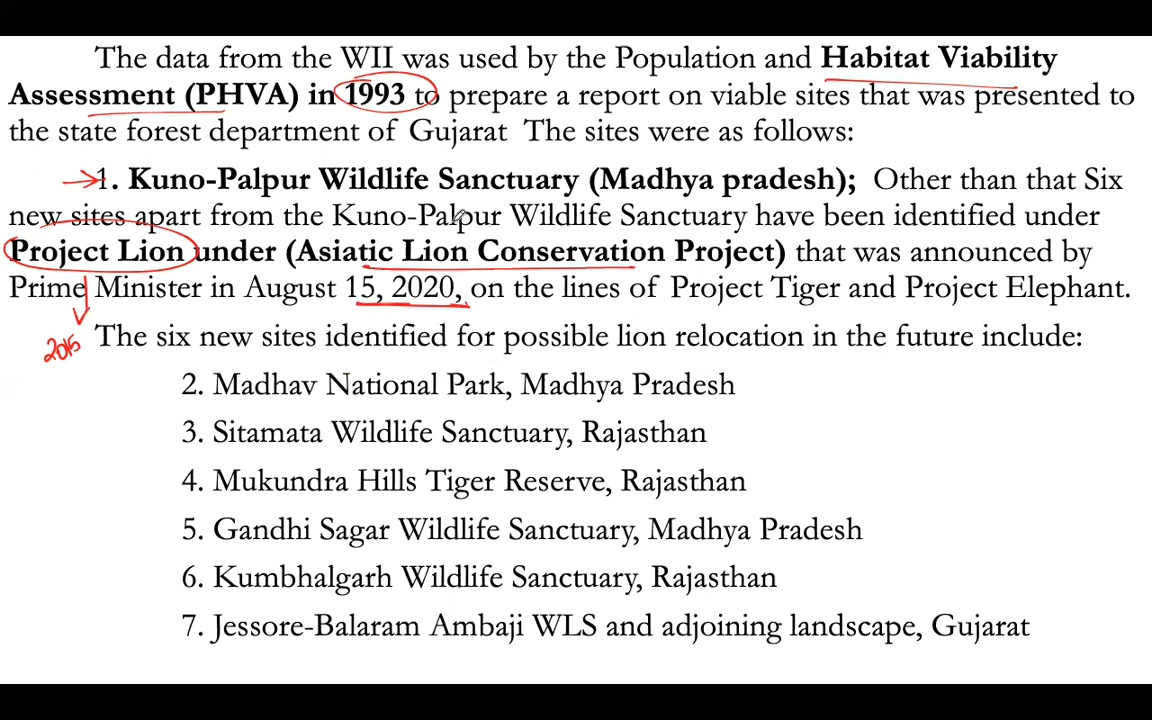 The data from the WII was used by the Population and Habitat Viability
Assessment (PHVA) in 1993 to prepare a report on viable sites that was presented to
the state forest department of Gujarat The sites were as follows:
1. Kuno-Palpur Wildlife Sanctuary (Madhya pradesh); Other than that Six
new sites apart from the Kuno-Palpur Wildlife Sanctuary have been identified under
Project Lion under (Asiatic Lion Conservation Project) that was announced by
Prime Minister in August 15, 2020, on the lines of Project Tiger and Project Elephant.
2015
The six new sites identified for possible lion relocation in the future include:
2. Madhav National Park, Madhya Pradesh
3. Sitamata Wildlife Sanctuary, Rajasthan
4. Mukundra Hills Tiger Reserve, Rajasthan
5. Gandhi Sagar Wildlife Sanctuary, Madhya Pradesh
6. Kumbhalgarh Wildlife Sanctuary, Rajasthan
7. Jessore-Balaram Ambaji WLS and adjoining landscape, Gujarat